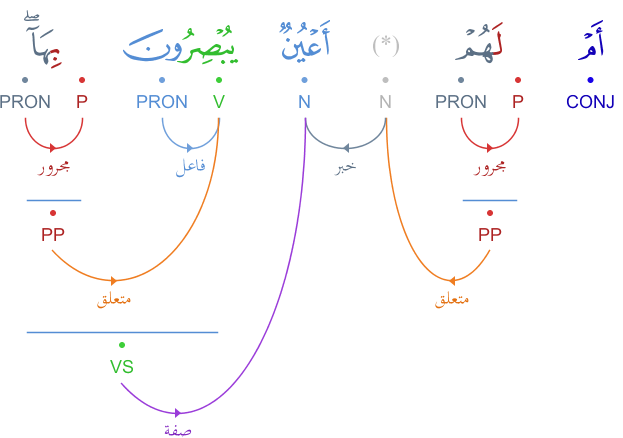 أَمْ لَهُمْ (*) أَعْيُنٌ يُبْصِرُونَ بِهَآ ۖ
CONJ P PRON N N V PRON P PRON
مجرور خبر فاعل مجرور
PP PP
متعلق متعلق
VS
صفة